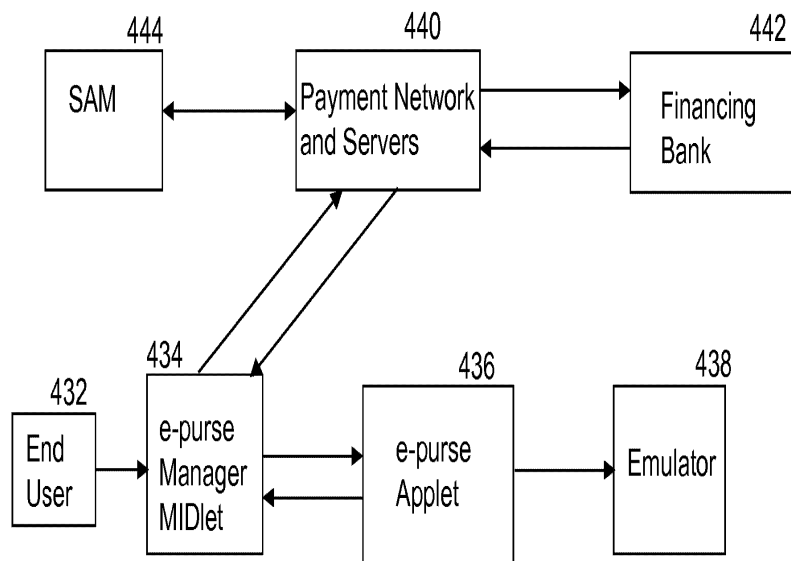 444
SAM
440
Payment Network
and Servers
442
Financing
Bank
432
End
User
434
e-purse
Manager
MIDlet
436
e-purse
Applet
438
Emulator